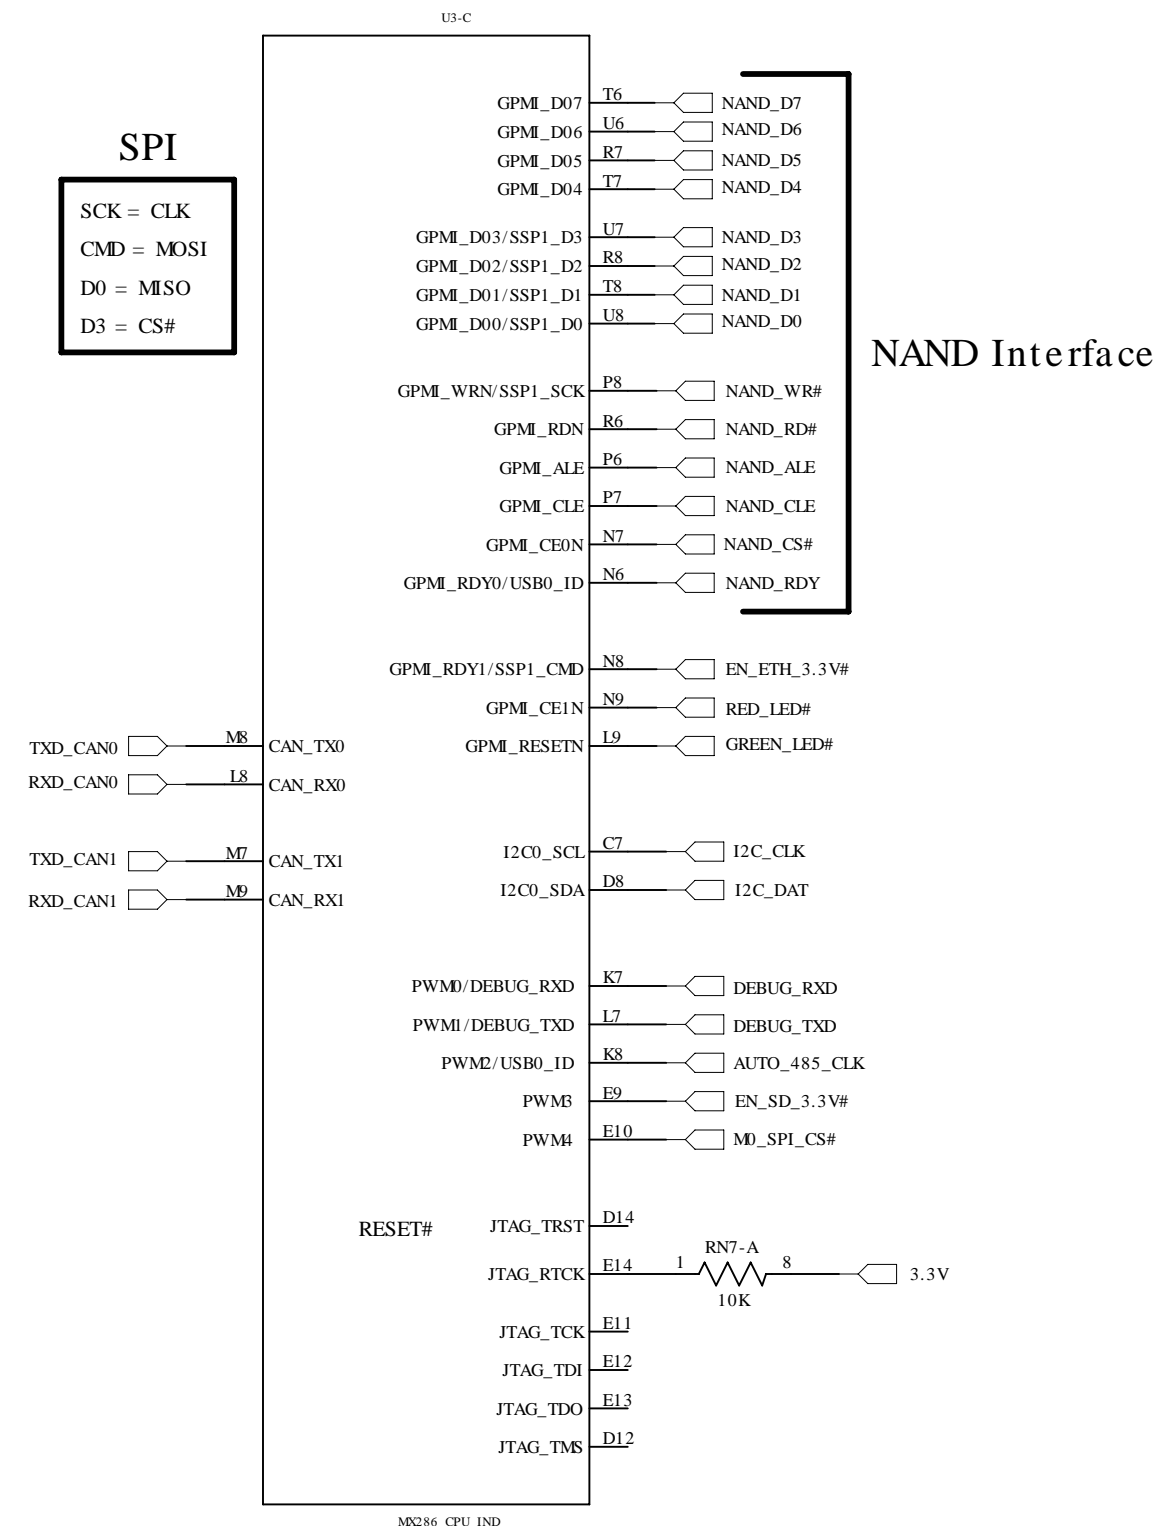 U3-C
SPI
SCK = CLK
CMD = MOSI
D0 = MISO
D3 = CS#
GPMI_D07 T6 NAND_D7
GPMI_D06 U6 NAND_D6
GPMI_D05 R7 NAND_D5
GPMI_D04 T7 NAND_D4
GPMI_D03/SSP1_D3 U7 NAND_D3
GPMI_D02/SSP1_D2 R8 NAND_D2
GPMI_D01/SSP1_D1 T8 NAND_D1
GPMI_D00/SSP1_D0 U8 NAND_D0
NAND Interface
GPMI_WRN/SSP1_SCK P8 NAND_WR#
GPMI_RDN R6 NAND_RD#
GPMI_ALE P6 NAND_ALE
GPMI_CLE P7 NAND_CLE
GPMI_CE0N N7 NAND_CS#
GPMI_RDY0/USB0_ID N6 NAND_RDY
GPMI_RDY1/SSP1_CMD N8 EN_ETH_3.3V#
GPMI_CE1N N9 RED_LED#
GPMI_RESETN L9 GREEN_LED#
TXD_CAN0 M8 CAN_TX0
RXD_CAN0 L8 CAN_RX0
TXD_CAN1 M7 CAN_TX1
RXD_CAN1 M9 CAN_RX1
I2C0_SCL C7 I2C_CLK
I2C0_SDA D8 I2C_DAT
PWM0/DEBUG_RXD K7 DEBUG_RXD
PWM1/DEBUG_TXD L7 DEBUG_TXD
PWM2/USB0_ID K8 AUTO_485_CLK
PWM3 E9 EN_SD_3.3V#
PWM4 E10 M0_SPI_CS#
RESET# JTAG_TRST D14
RN7-A
JTAG_RTCK E14 1 8 3.3V
10K
JTAG_TCK E11
JTAG_TDI E12
JTAG_TDO E13
JTAG_TMS D12
MX286_CPU_IND